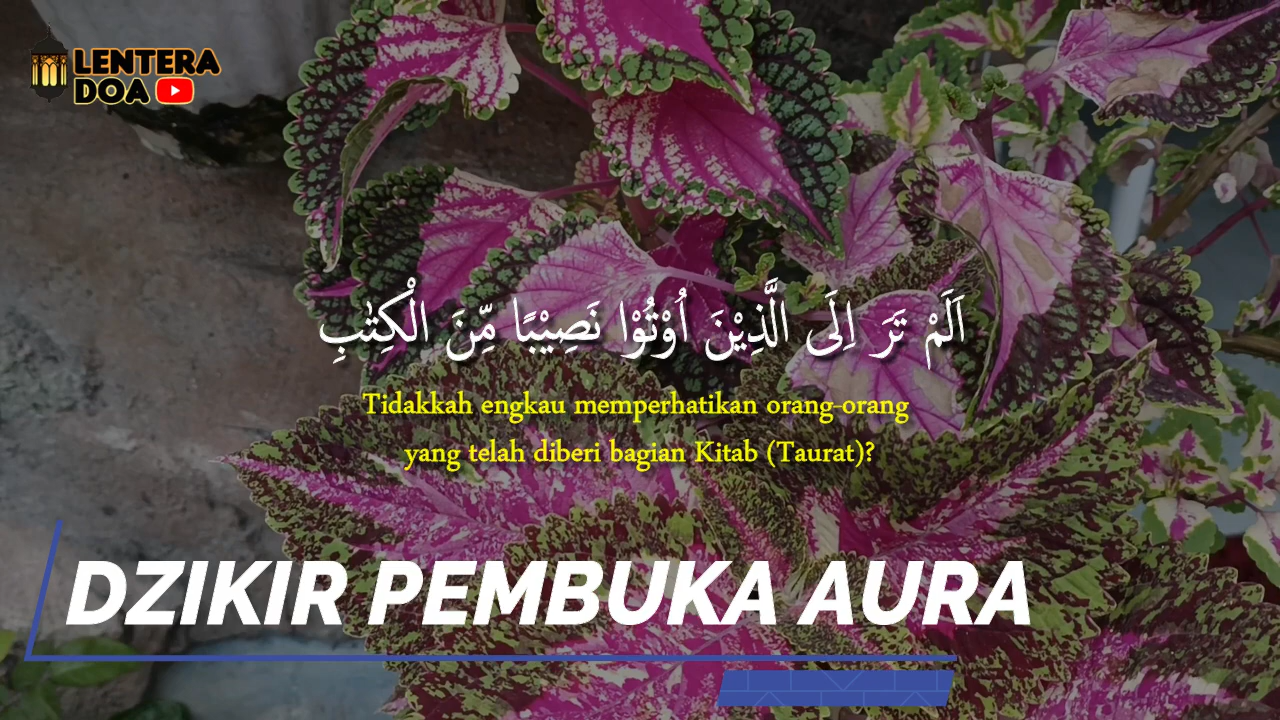 LENTERA
DOA
اَلَمْ تَرَ اِلَى الَّذِيْنَ اُوْتُوْا نَصِيْبًا مِّنَ الْكِتٰبِ
Tidakkah engkau memperhatikan orang-orang
yang telah diberi bagian Kitab (Taurat)?
DZIKIR PEMBUKA AURA